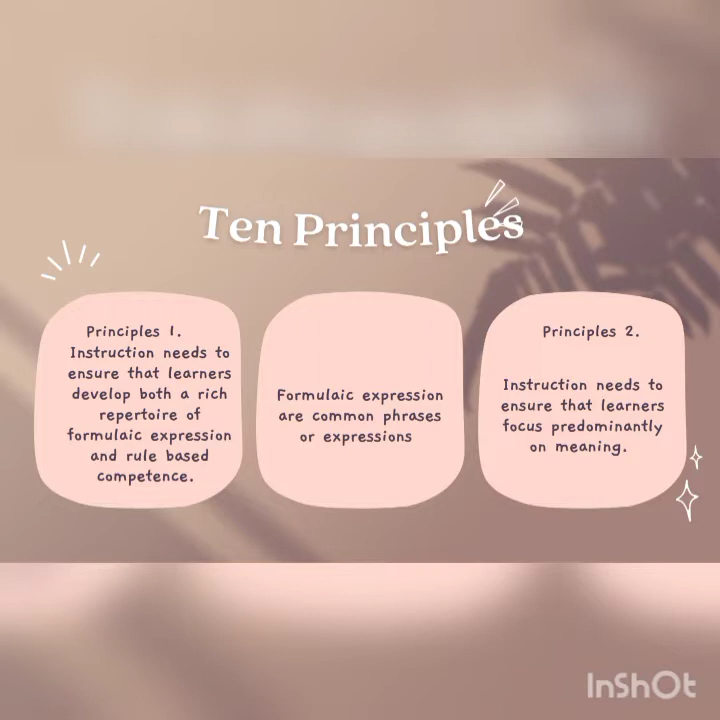 Ten Principles
Principles 1.
Instruction needs to
ensure that learners
develop both a rich
repertoire of
formulaic expression
and rule based
competence.
Formulaic expression
are common phrases
or expressions
Principles 2.
Instruction needs to
ensure that learners
focus predominantly
on meaning.
InShOt